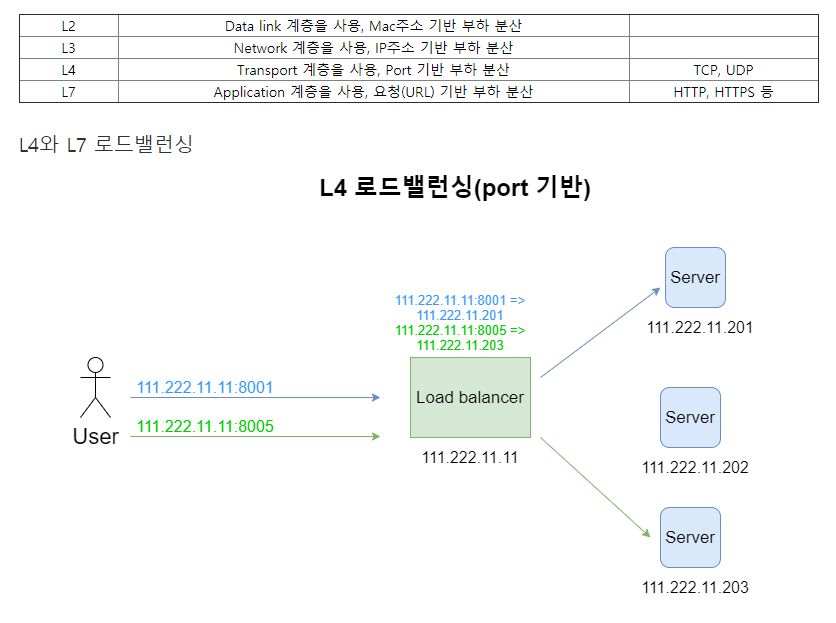 L2 Data link 계층을 사용, Mac주소 기반 부하 분산
L3 Network 계층을 사용, IP주소 기반 부하 분산
L4 Transport 계층을 사용, Port 기반 부하 분산 TCP, UDP
L7 Application 계층을 사용, 요청(URL) 기반 부하 분산 HTTP, HTTPS 등
L4와 L7 로드밸런싱
L4 로드밸런싱(port 기반)
Server
111.222.11.201
111.222.11.11:8001 =>
111.222.11.201
111.222.11.11:8005 =>
111.222.11.203
111.222.11.11:8001
111.222.11.11:8005
User
Load balancer
111.222.11.11
Server
111.222.11.202
Server
111.222.11.203